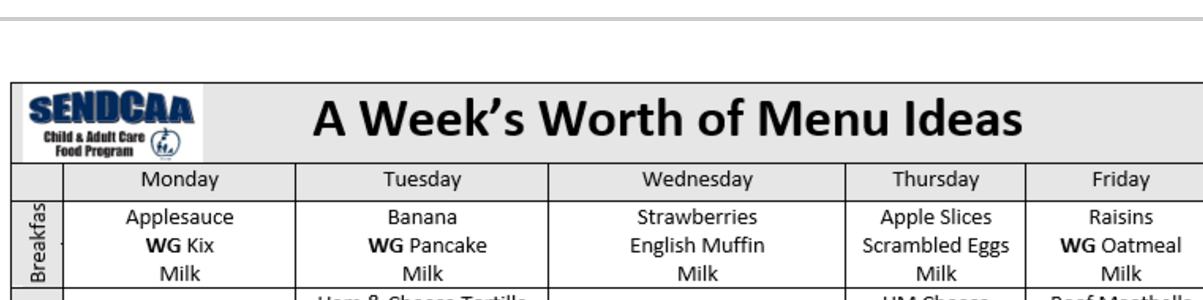 SENDCAA
Child & Adult Care
Food Program
A Week's Worth of Menu Ideas
Monday Tuesday Wednesday Thursday Friday
Breakfas
Applesauce Banana Strawberries Apple Slices Raisins
WG Kix WG Pancake English Muffin Scrambled Eggs WG Oatmeal
Milk Milk Milk Milk Milk